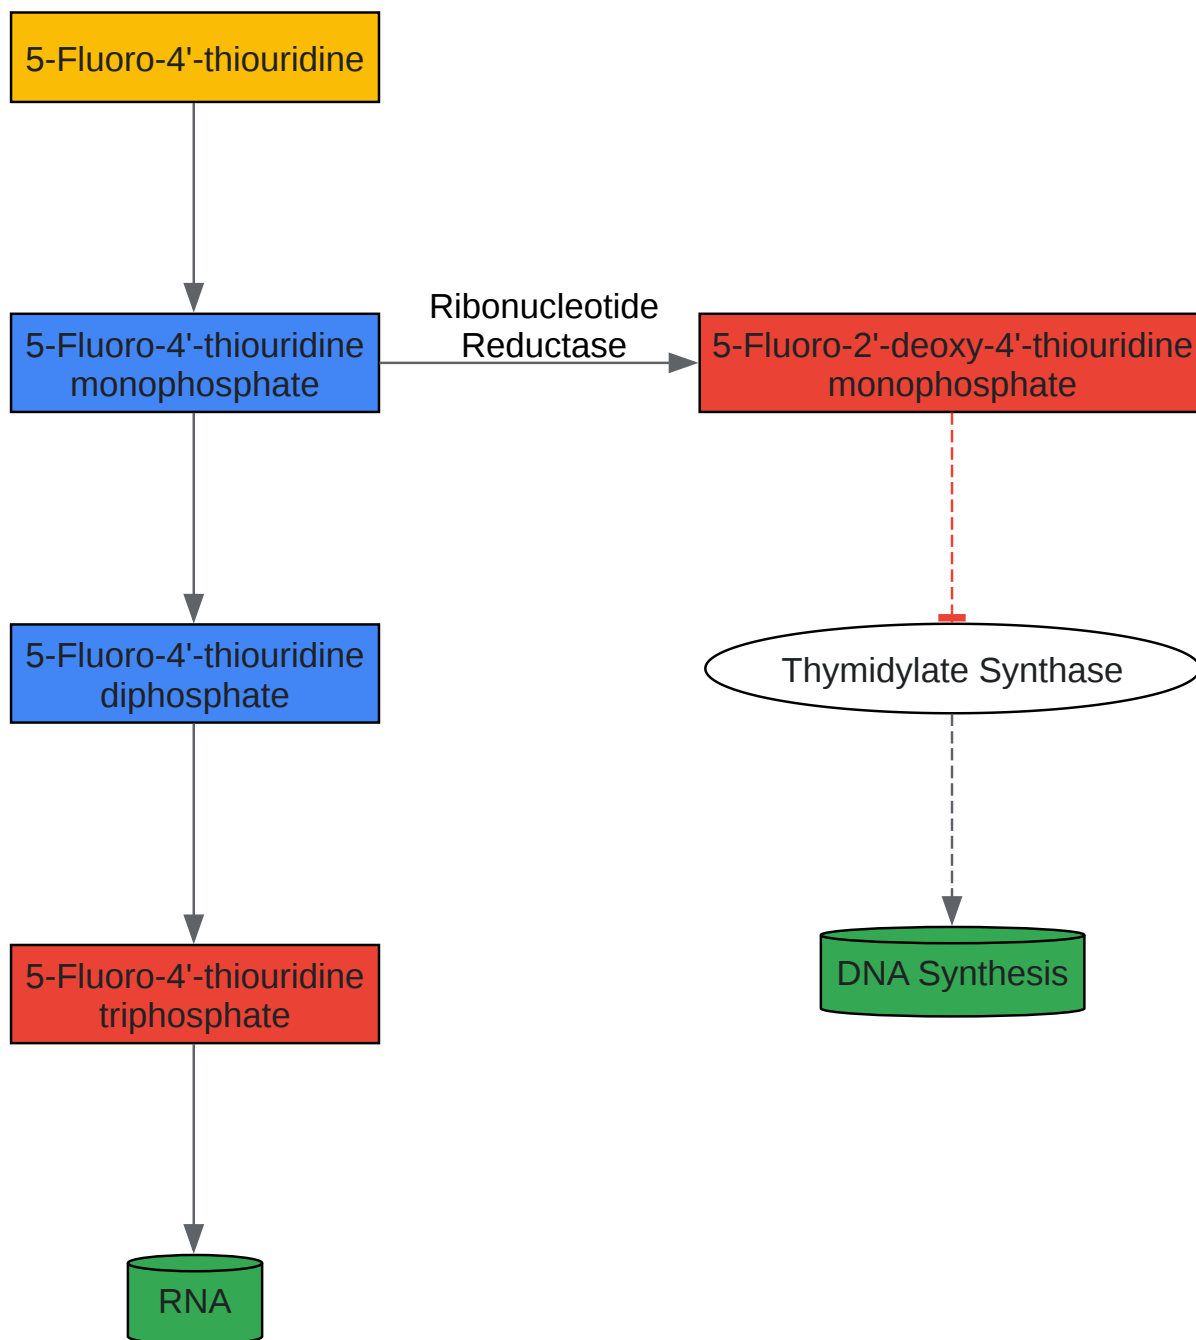 5-Fluoro-4'-thiouridine
Ribonucleotide
Reductase
5-Fluoro-4'-thiouridine
monophosphate
5-Fluoro-2'-deoxy-4'-thiouridine
monophosphate
5-Fluoro-4'-thiouridine
diphosphate
Thymidylate Synthase
5-Fluoro-4'-thiouridine
triphosphate
DNA Synthesis
RNA